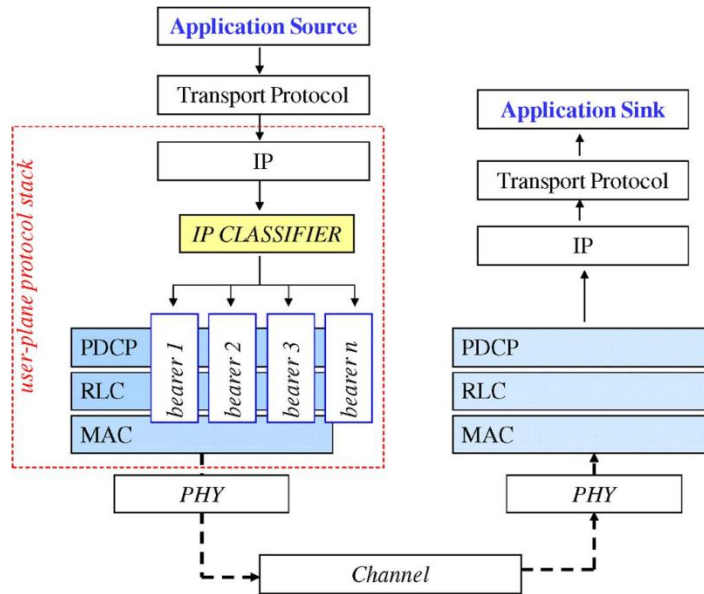 Application Source
Transport Protocol
IP
IP CLASSIFIER
user-plane protocol stack
PDCP
RLC
MAC
bearer 1
bearer 2
bearer 3
bearer n
PHY
Channel
Application Sink
Transport Protocol
IP
PDCP
RLC
MAC
PHY